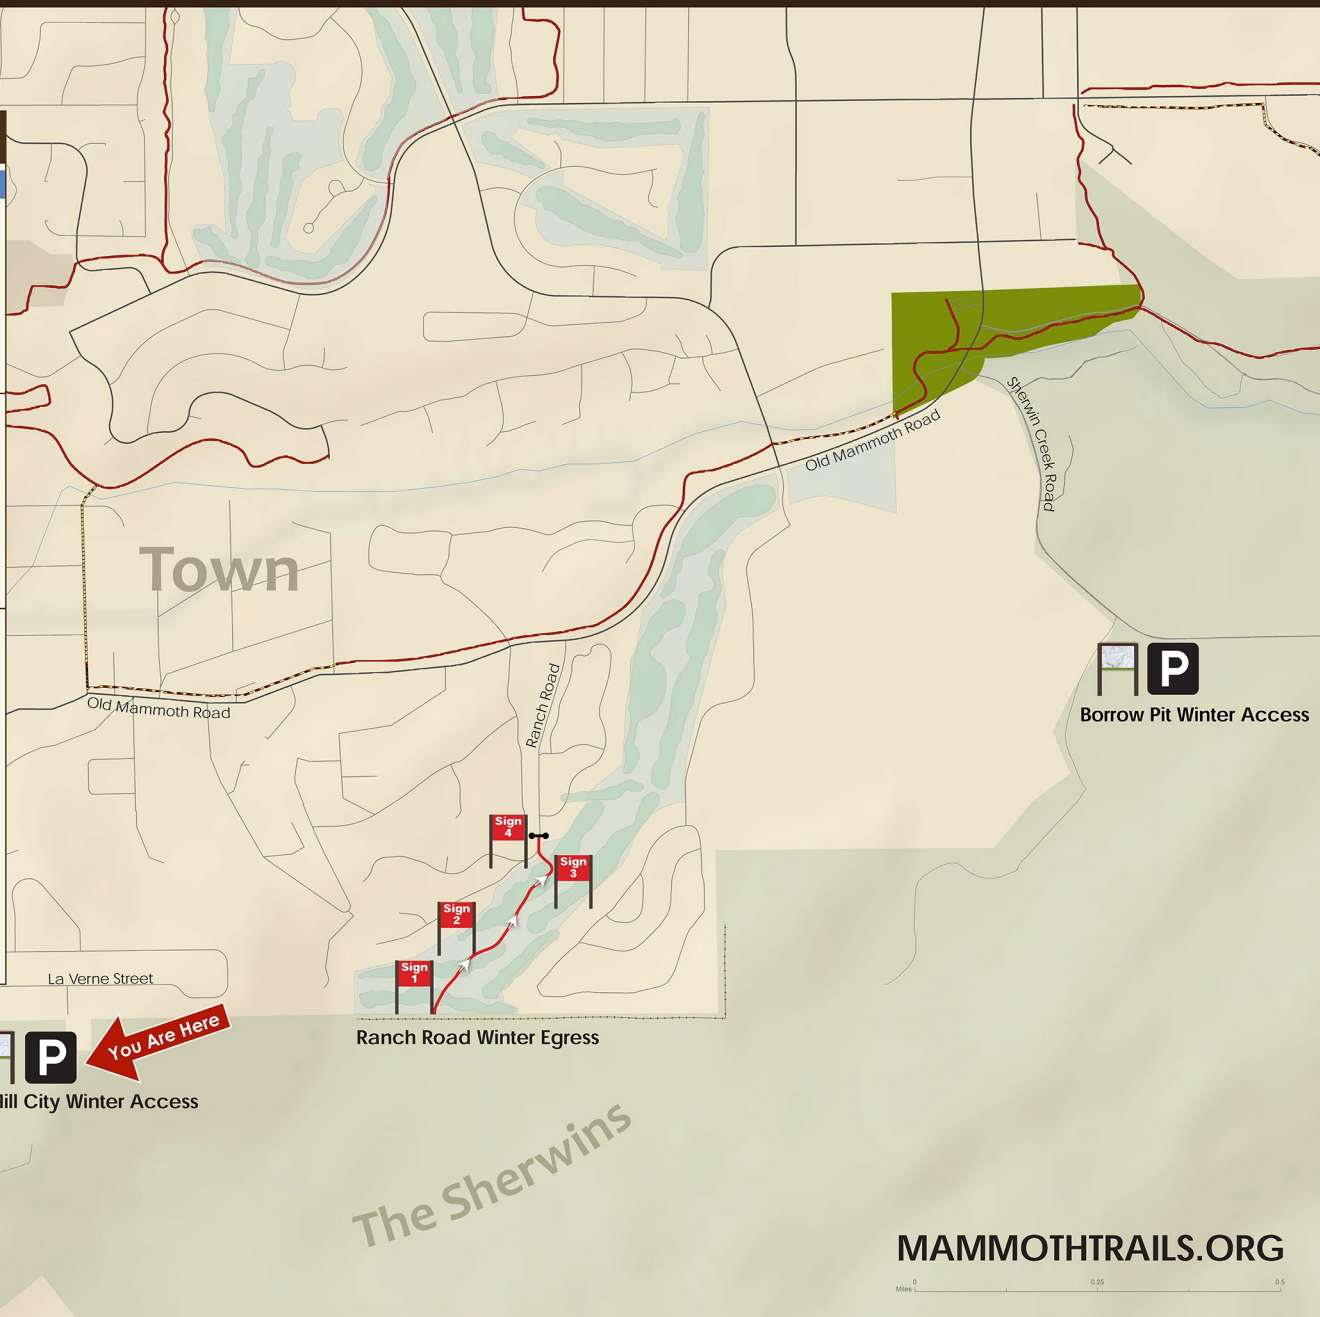 Old Mammoth Road
Sherwin Creek Road
Town
P
Borrow Pit Winter Access
Ranch Road
Old Mammoth Road
Sign
4
Sign
3
Sign
2
Sign
1
La Verne Street
You Are Here
P
Ranch Road Winter Egress
ill City Winter Access
The Sherwins
MAMMOTHTRAILS.ORG
Miles 0 0.25 0.5